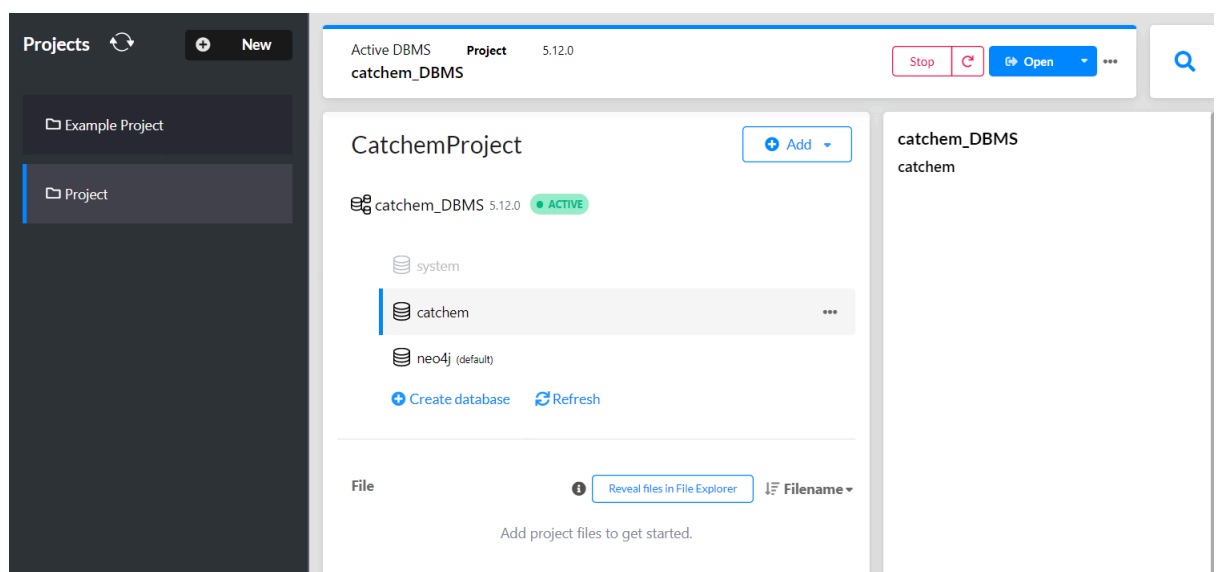 Projects
New
Example Project
Project
Active DBMS Project 5.12.0
catchem_DBMS
Stop
Open
CatchemProject
Add
catchem_DBMS 5.12.0 ACTIVE
system
catchem
neo4j (default)
Create database Refresh
File
Reveal files in File Explorer
Filename
Add project files to get started.
catchem_DBMS
catchem